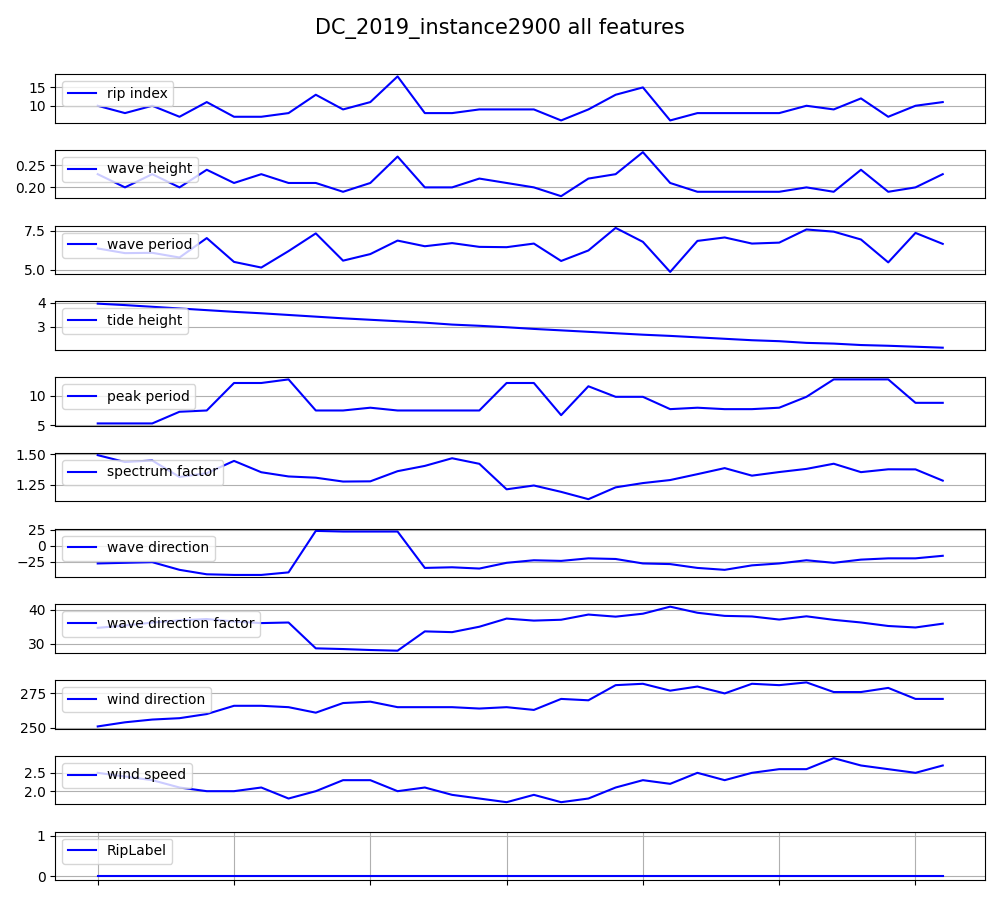 DC_2019_instance2900 all features
15
10
rip index
0.25
0.20
wave height
7.5
5.0
wave period
4
3
tide height
10
5
peak period
1.50
1.25
spectrum factor
25
0
−25
wave direction
40
30
wave direction factor
275
250
wind direction
2.5
2.0
wind speed
1
0
RipLabel